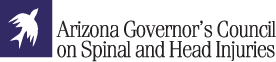 Arizona Governor's Council
on Spinal and Head Injuries